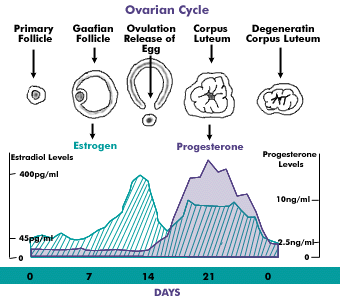 Ovarian Cycle
Primary
Follicle
Gaafian
Follicle
Ovulation
Release of
Egg
Corpus
Luteum
Degeneratin
Corpus Luteum
Estrogen
Progesterone
Estradiol Levels
400pg/ml
45pg/ml
0
Progesterone
Levels
10ng/ml
2.5ng/ml
0
0 7 14 21 0
DAYS